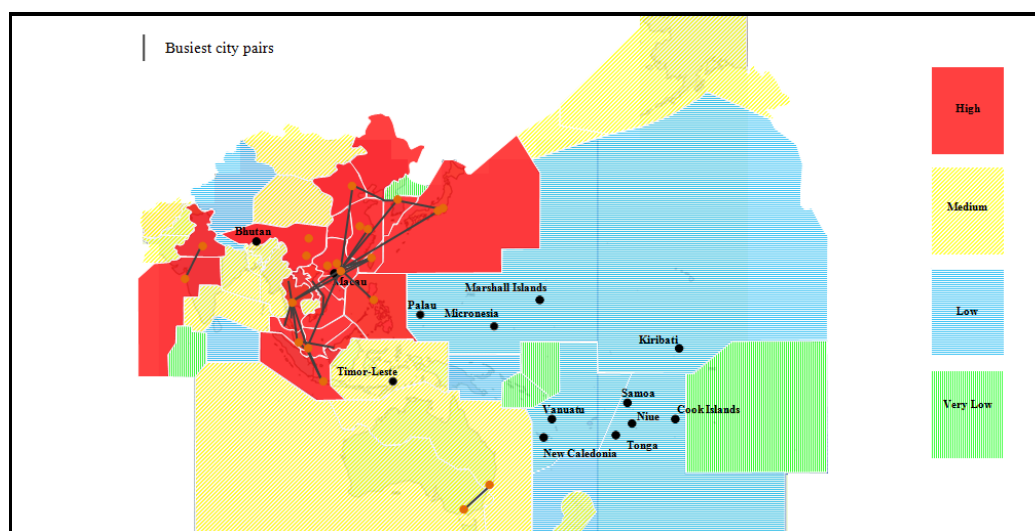 Busiest city pairs
High
Medium
Bhutan
Macau
Marshall Islands
Palau
Micronesia
Low
Kiribati
Timor-Leste
Samoa
Vanuatu
Niue
Cook Islands
Very Low
Tonga
New Caledonia